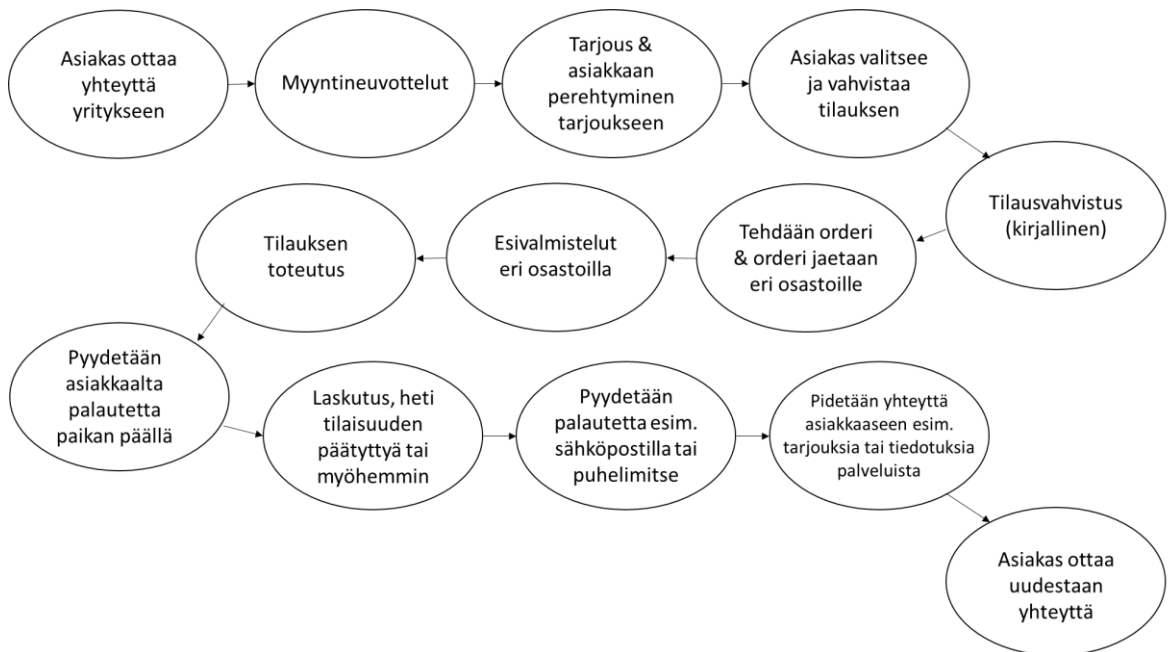 Asiakas ottaa
yhteyttä
yritykseen
Myyntineuvottelut
Tarjous &
asiakkaan
perehtyminen
tarjoukseen
Asiakas valitsee
ja vahvistaa
tilauksen
Tilausvahvistus
(kirjallinen)
Tehdään orderi
& orderi jaetaan
eri osastoille
Esivalmistelut
eri osastoilla
Tilauksen
toteutus
Pyydetään
asiakkaalta
palautetta
paikan päällä
Laskutus, heti
tilaisuuden
päätyttyä tai
myöhemmin
Pyydetään
palautetta esim.
sähköpostilla tai
puhelimitse
Pidetään yhteyttä
asiakkaaseen esim.
tarjouksia tai tiedotuksia
palveluista
Asiakas ottaa
uudestaan
yhteyttä